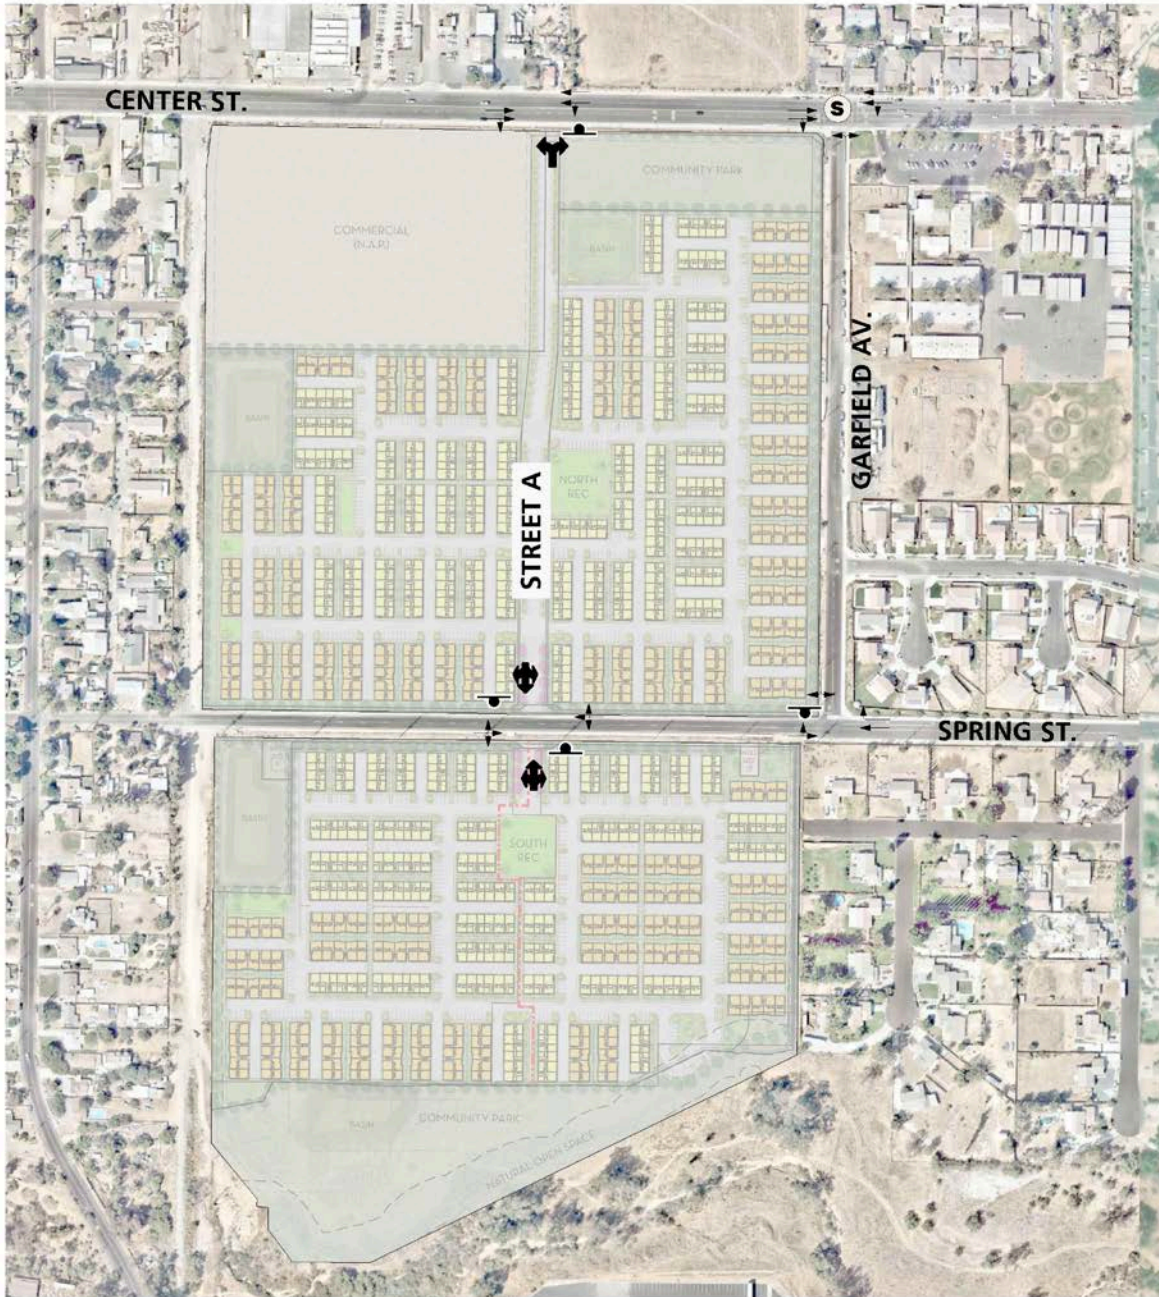 CENTER ST.
S
COMMUNITY PARK
COMMERCIAL
(N.A.P.)
BASIN
GARFIELD AV.
BASIN
NORTH
REC
STREET A
SPRING ST.
BASIN
SOUTH
REC
COMMUNITY PARK
BASIN
NATURAL OPEN SPACE